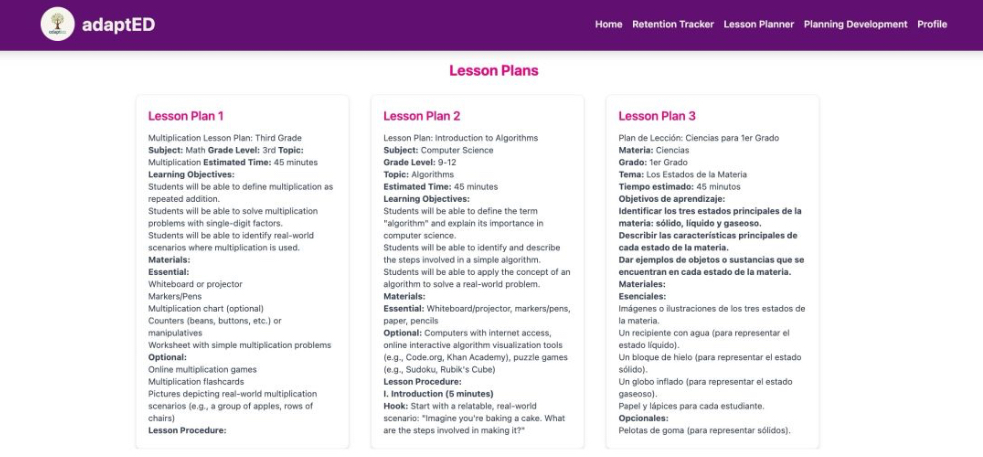 adaptED
Home Retention Tracker Lesson Planner Planning Development Profile
Lesson Plans
Lesson Plan 1
Multiplication Lesson Plan: Third Grade
Subject: Math Grade Level: 3rd Topic:
Multiplication Estimated Time: 45 minutes
Learning Objectives:
Students will be able to define multiplication as
repeated addition.
Students will be able to solve multiplication
problems with single-digit factors.
Students will be able to identify real-world
scenarios where multiplication is used.
Materials:
Essential:
Whiteboard or projector
Markers/Pens
Multiplication chart (optional)
Counters (beans, buttons, etc.) or
manipulatives
Worksheet with simple multiplication problems
Optional:
Online multiplication games
Multiplication flashcards
Pictures depicting real-world multiplication
scenarios (e.g., a group of apples, rows of
chairs)
Lesson Procedure:
Lesson Plan 2
Lesson Plan: Introduction to Algorithms
Subject: Computer Science
Grade Level: 9-12
Topic: Algorithms
Estimated Time: 45 minutes
Learning Objectives:
Students will be able to define the term
"algorithm" and explain its importance in
computer science.
Students will be able to identify and describe
the steps involved in a simple algorithm.
Students will be able to apply the concept of an
algorithm to solve a real-world problem.
Materials:
Essential: Whiteboard/projector, markers/pens,
paper, pencils
Optional: Computers with internet access,
online interactive algorithm visualization tools
(e.g., Code.org, Khan Academy), puzzle games
(e.g., Sudoku, Rubik's Cube)
Lesson Procedure:
I. Introduction (5 minutes)
Hook: Start with a relatable, real-world
scenario: "Imagine you're baking a cake. What
are the steps involved in making it?"
Lesson Plan 3
Plan de Lección: Ciencias para 1er Grado
Materia: Ciencias
Grado: 1er Grado
Tema: Los Estados de la Materia
Tiempo estimado: 45 minutos
Objetivos de aprendizaje:
Identificar los tres estados principales de la
materia: sólido, líquido y gaseoso.
Describir las características principales de
cada estado de la materia.
Dar ejemplos de objetos o sustancias que se
encuentran en cada estado de la materia.
Materiales:
Esenciales:
Imágenes o ilustraciones de los tres estados de
la materia.
Un recipiente con agua (para representar el
estado líquido).
Un bloque de hielo (para representar el estado
sólido).
Un globo inflado (para representar el estado
gaseoso).
Papel y lápices para cada estudiante.
Opcionales:
Pelotas de goma (para representar sólidos).